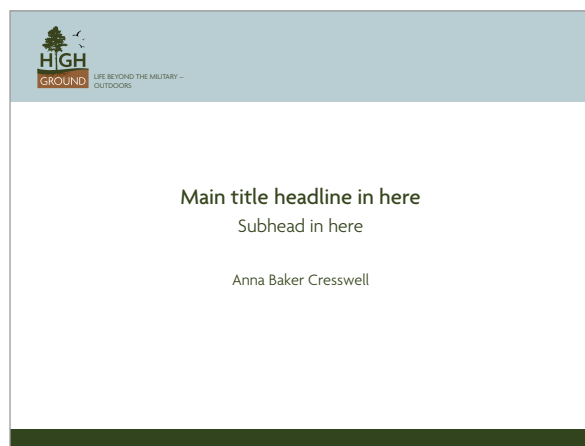 HIGH
GROUND
LIFE BEYOND THE MILITARY –
OUTDOORS
Main title headline in here
Subhead in here
Anna Baker Cresswell